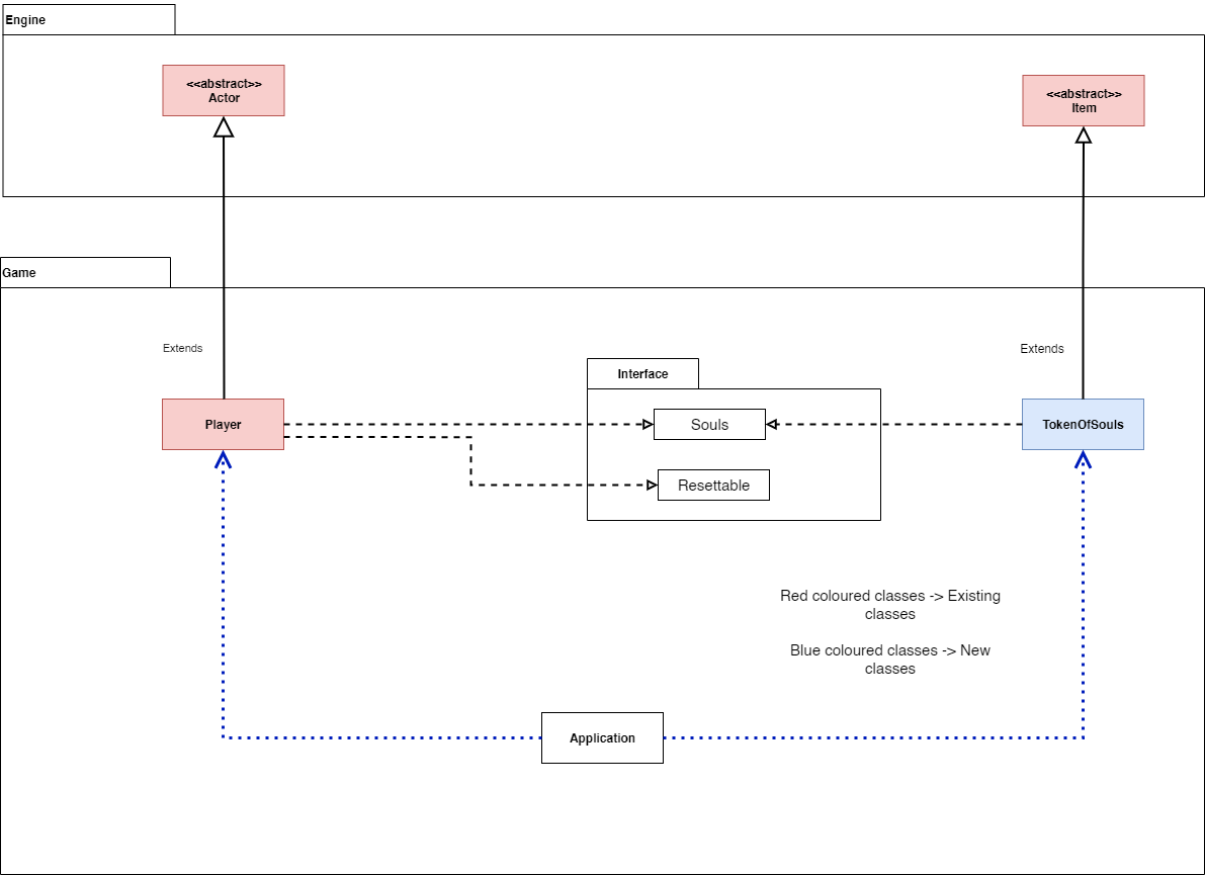 Engine
<<abstract>>
Actor
<<abstract>>
Item
Game
Extends
Extends
Interface
Player
Souls
TokenOfSouls
Resettable
Red coloured classes -> Existing
classes
Blue coloured classes -> New
classes
Application